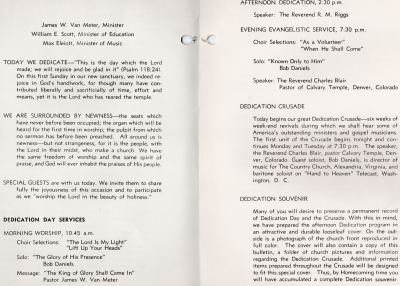 James W. Van Meter, Minister
William E. Scott, Minister of Education
Max Eleiott, Minister of Music
TODAY WE DEDICATE—"This is the day which the Lord
made; we will rejoice and be glad in it" (Psalm 118:24).
On this first Sunday in our new sanctuary, we indeed re-
joice in God's handiwork, for though many have con-
tributed liberally and sacrificially of time, effort and
means, yet it is the Lord who has reared the temple.
WE ARE SURROUNDED BY NEWNESS—the seats which
have never before been occupied; the organ which will be
heard for the first time in worship; the pulpit from which
no sermon has before been preached. All around us is
newness—but not strangeness, for it is the people, with
the Lord in their midst, who make a church. We have
the same freedom of worship and the same spirit of
praise, and God will ever inhabit the praises of His people.
SPECIAL GUESTS are with us today. We invite them to share
fully the joyousness of this occasion and to participate
as we "worship the Lord in the beauty of holiness."
DEDICATION DAY SERVICES
MORNING WORSHIP, 10:45 a.m.
Choir Selections: "The Lord Is My Light"
"Lift Up Your Heads"
Solo: "The Glory of His Presence"
Bob Daniels
Message: "The King of Glory Shall Come In"
Pastor James W. Van Meter
AFTERNOON DEDICATION, 2:30 p.m.
Speaker: The Reverend R. M. Riggs
EVENING EVANGELISTIC SERVICE, 7:30 p.m.
Choir Selections: "As a Volunteer"
"When He Shall Come"
Solo: "Known Only to Him"
Bob Daniels
Speaker: The Reverend Charles Blair
Pastor of Calvary Temple, Denver, Colorado
DEDICATION CRUSADE
Today begins our great Dedication Crusade—six weeks of
week-end revivals during which we shall hear some of
America's outstanding ministers and gospel musicians.
The first unit of the Crusade begins tonight and con-
tinues Monday and Tuesday at 7:30 p.m. The speaker,
the Reverend Charles Blair, pastor Calvary Temple, Den-
ver, Colorado. Guest soloist, Bob Daniels, is director of
music for The Country Church, Alexandria, Virginia, and
baritone soloist on "Hand to Heaven" Telecast, Wash-
ington, D. C.
DEDICATION SOUVENIR
Many of you will desire to preserve a permanent record
of Dedication Day and the Crusade. With this in mind,
we have prepared the afternoon Dedication Program in
an attractive and durable looseleaf cover. On the out-
side is a photograph of the church front reproduced in
full color. The cover will also contain a copy of this
bulletin, a folder of church pictures and information
regarding the Dedication Crusade. Additional printed
items prepared throughout the Crusade will be designed
to fit this special cover. Thus, by Homecoming time you
will have accumulated a complete Dedication souvenir.